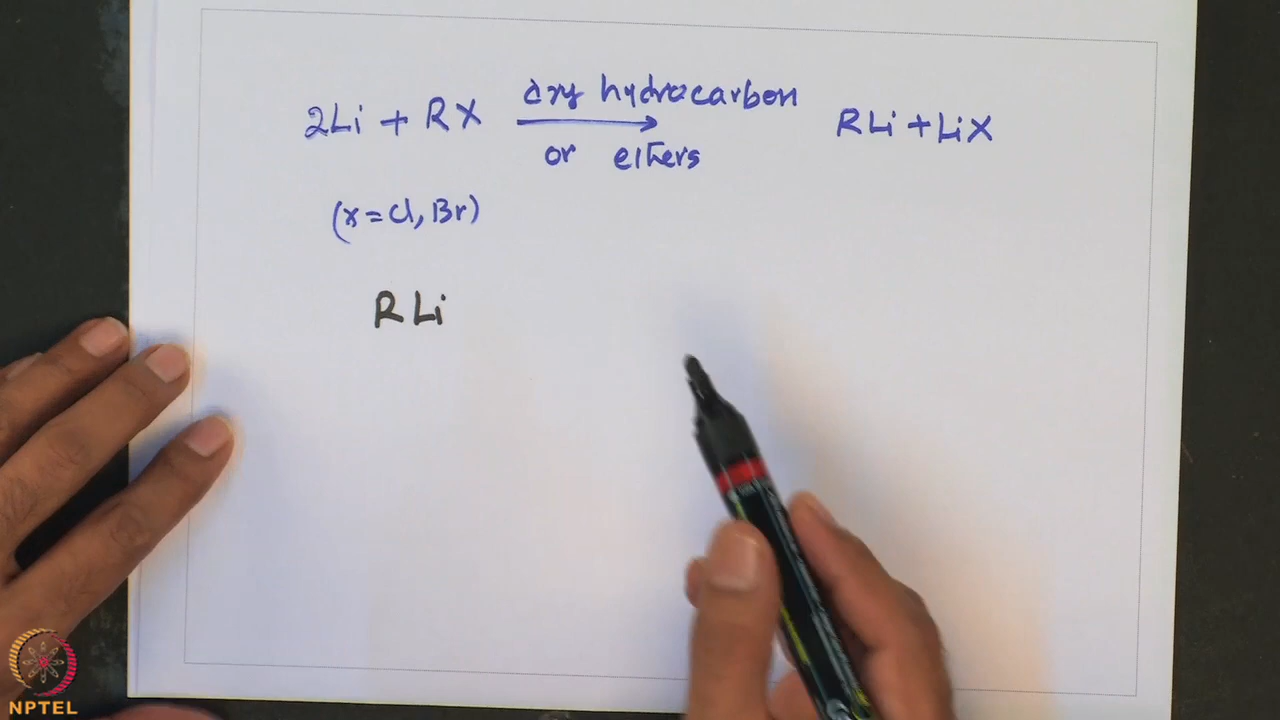 2Li + RX dry hydrocarbon or ethers RLi + LiX
(x = Cl, Br)
RLi
NPTEL